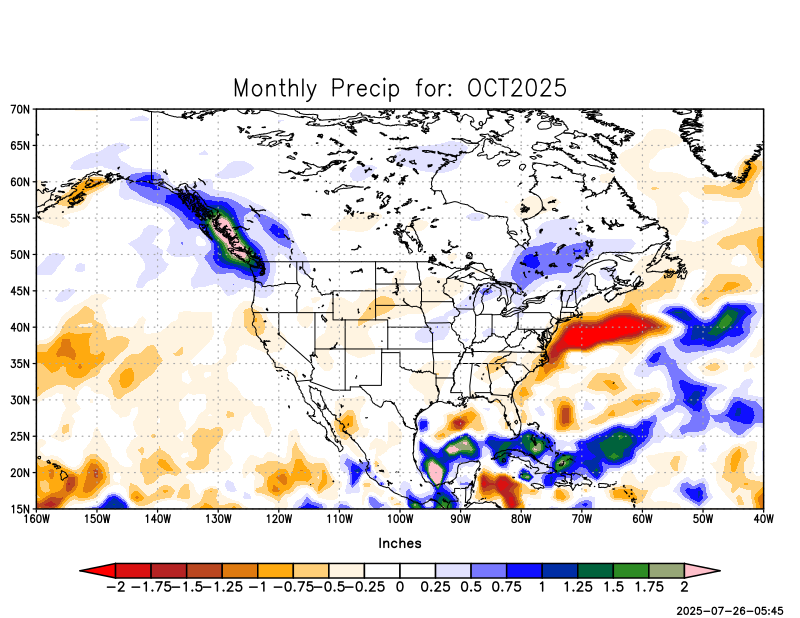 Monthly Precip for: OCT2025
70N
65N
60N
55N
50N
45N
40N
35N
30N
25N
20N
15N
160W 150W 140W 130W 120W 110W 100W 90W 80W 70W 60W 50W 40W
Inches
-2 -1.75 -1.5 -1.25 -1 -0.75 -0.5 -0.25 0 0.25 0.5 0.75 1 1.25 1.5 1.75 2
2025-07-26-05:45